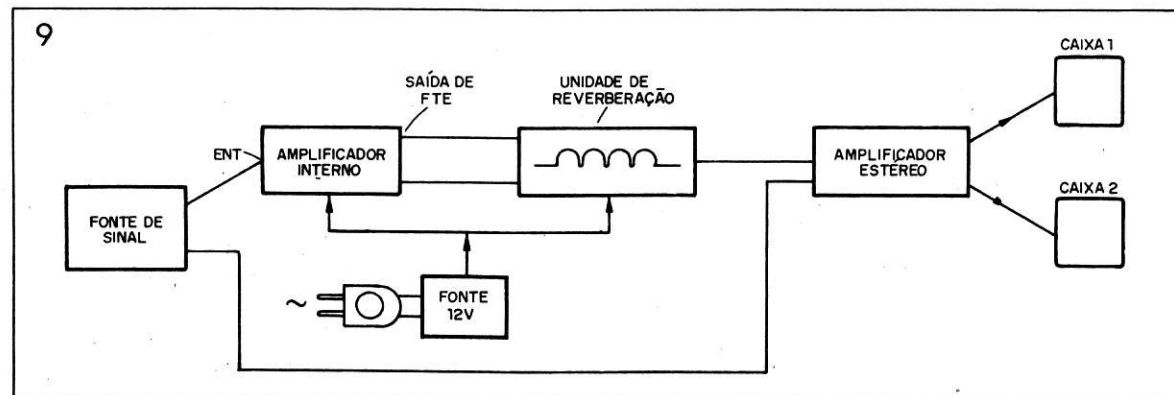 9
CAIXA 1
SAÍDA DE
FTE
UNIDADE DE
REVERBERAÇÃO
ENT
AMPLIFICADOR
INTERNO
AMPLIFICADOR
ESTÉREO
FONTE DE
SINAL
CAIXA 2
~
FONTE
12V